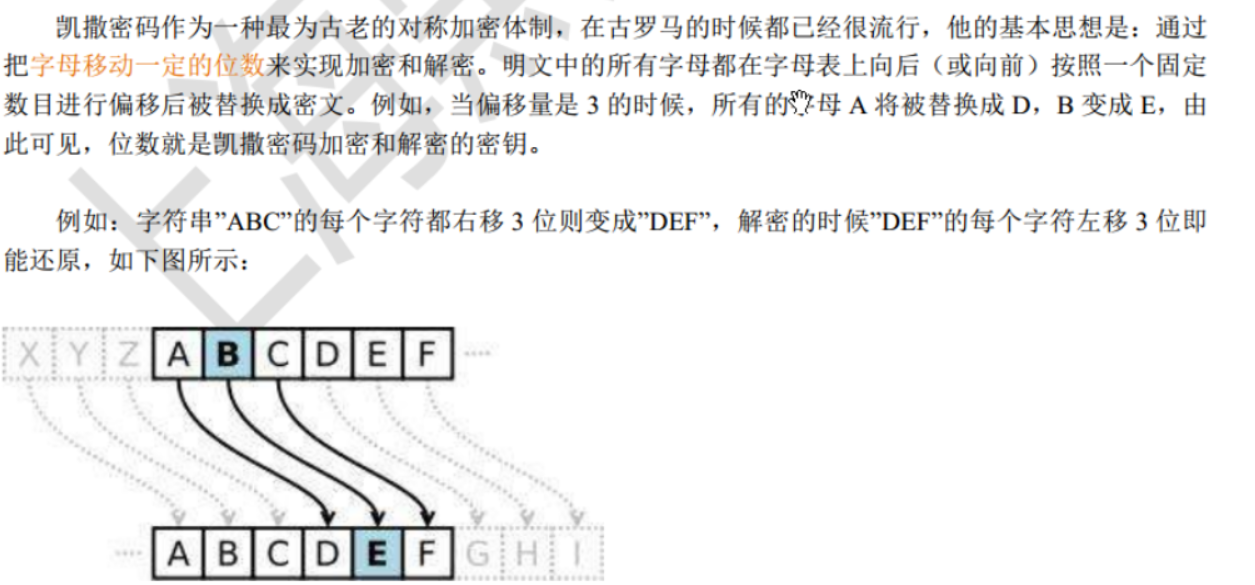 凯撒密码作为一种最为古老的对称加密体制，在古罗马的时候都已经很流行，他的基本思想是：通过
把字母移动一定的位数来实现加密和解密。明文中的所有字母都在字母表上向后（或向前）按照一个固定
数目进行偏移后被替换成密文。例如，当偏移量是 3 的时候，所有的字母 A 将被替换成 D，B 变成 E，由
此可见，位数就是凯撒密码加密和解密的密钥。
例如：字符串”ABC”的每个字符都右移 3 位则变成”DEF”，解密的时候”DEF”的每个字符左移 3 位即
能还原，如下图所示：
X Y Z A B C D E F ....
.... A B C D E F G H I